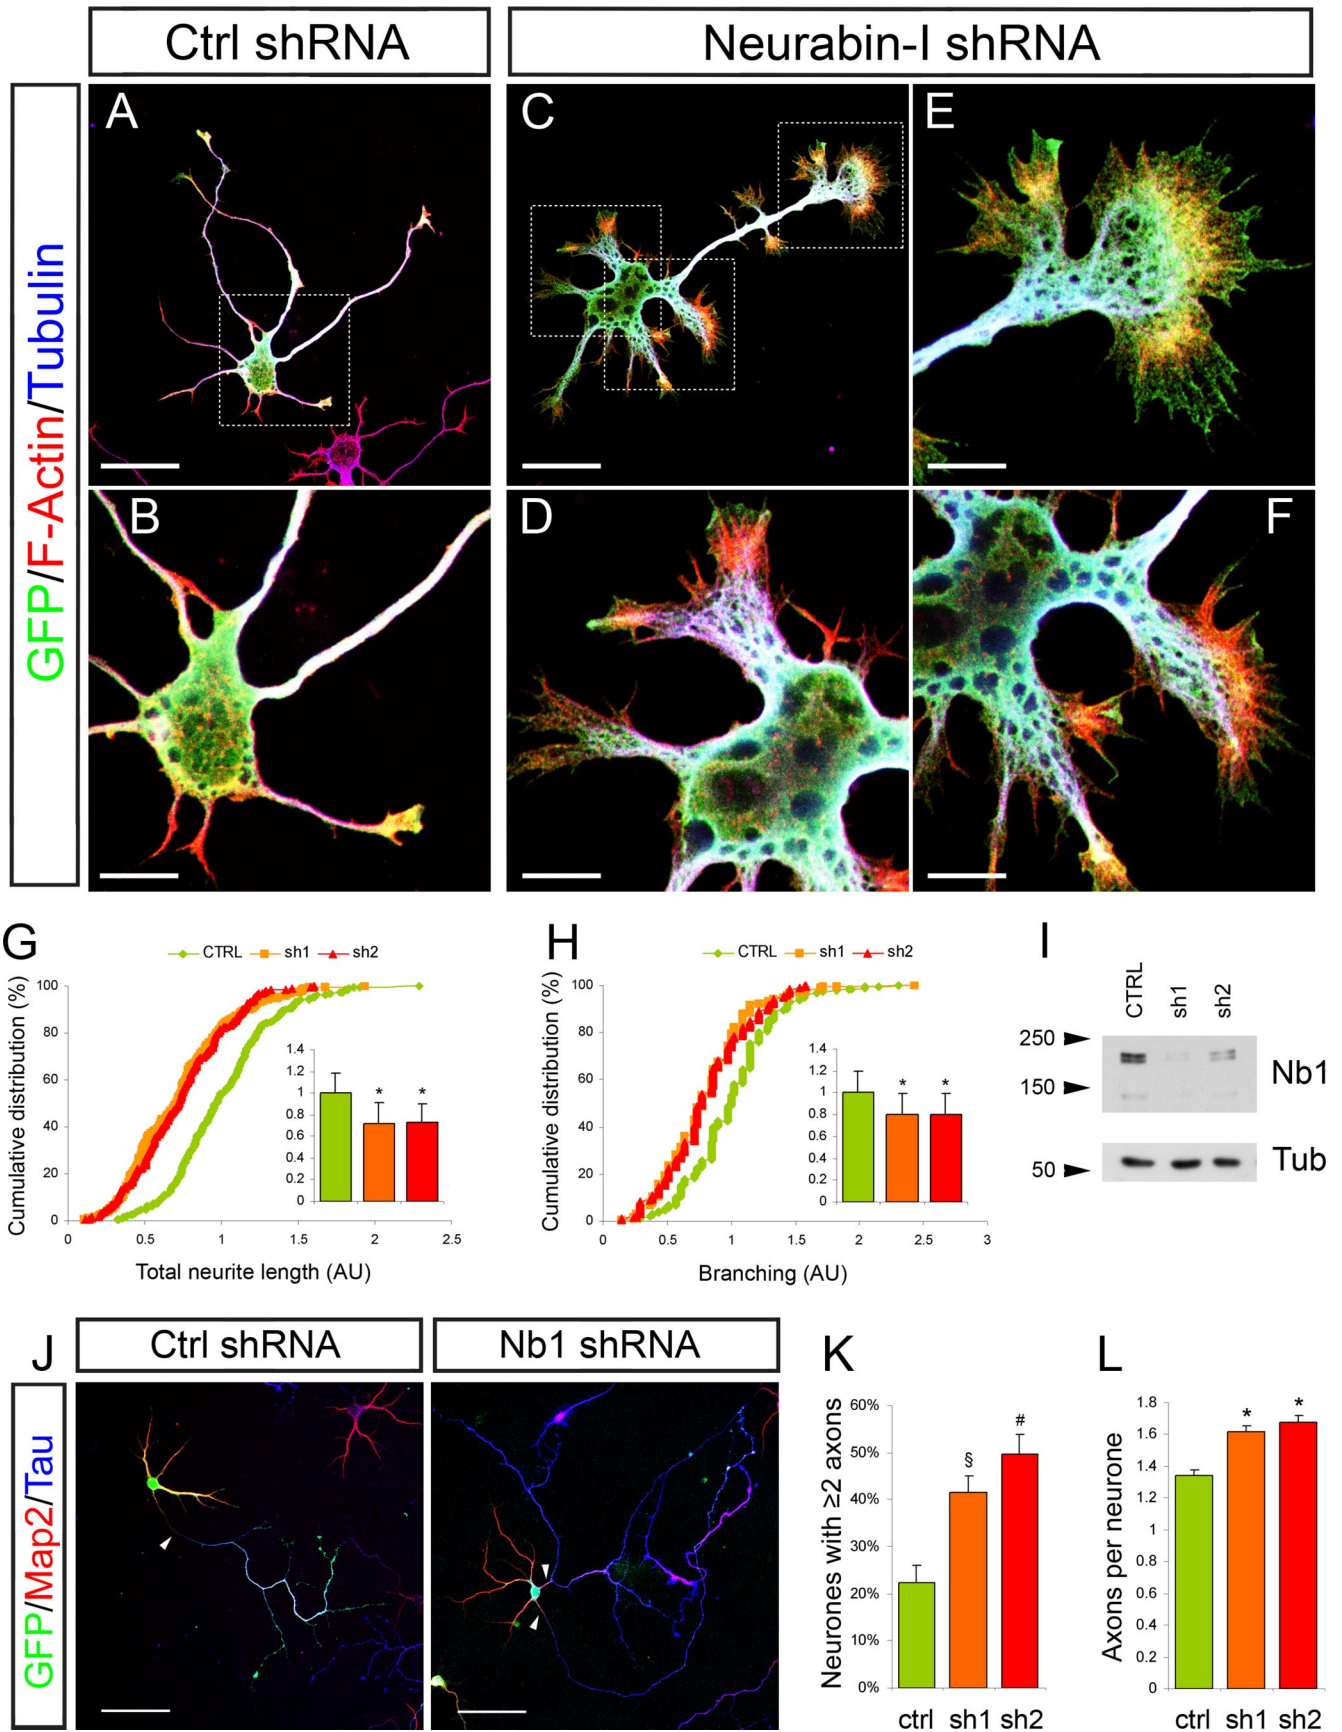 Ctrl shRNA
Neurabin-I shRNA
GFP/F-Actin/Tubulin
A
C
E
B
D
F
G
CTRL sh1 sh2
Cumulative distribution (%)
100
80
60
40
20
0
0 0.5 1 1.5 2 2.5
Total neurite length (AU)
1.4
1.2
1
0.8
0.6
0.4
0.2
0
* *
H
CTRL sh1 sh2
Cumulative distribution (%)
100
80
60
40
20
0
0 0.5 1 1.5 2 2.5 3
Branching (AU)
1.4
1.2
1
0.8
0.6
0.4
0.2
0
* *
I
CTRL
sh1
sh2
250
150
Nb1
50
Tub
J
Ctrl shRNA
Nb1 shRNA
GFP/Map2/Tau
K
Neurones with ≥2 axons
60%
50%
40%
30%
20%
10%
0%
§
#
ctrl sh1 sh2
L
Axons per neurone
1.8
1.6
1.4
1.2
1
0.8
0.6
0.4
0.2
0
* *
ctrl sh1 sh2